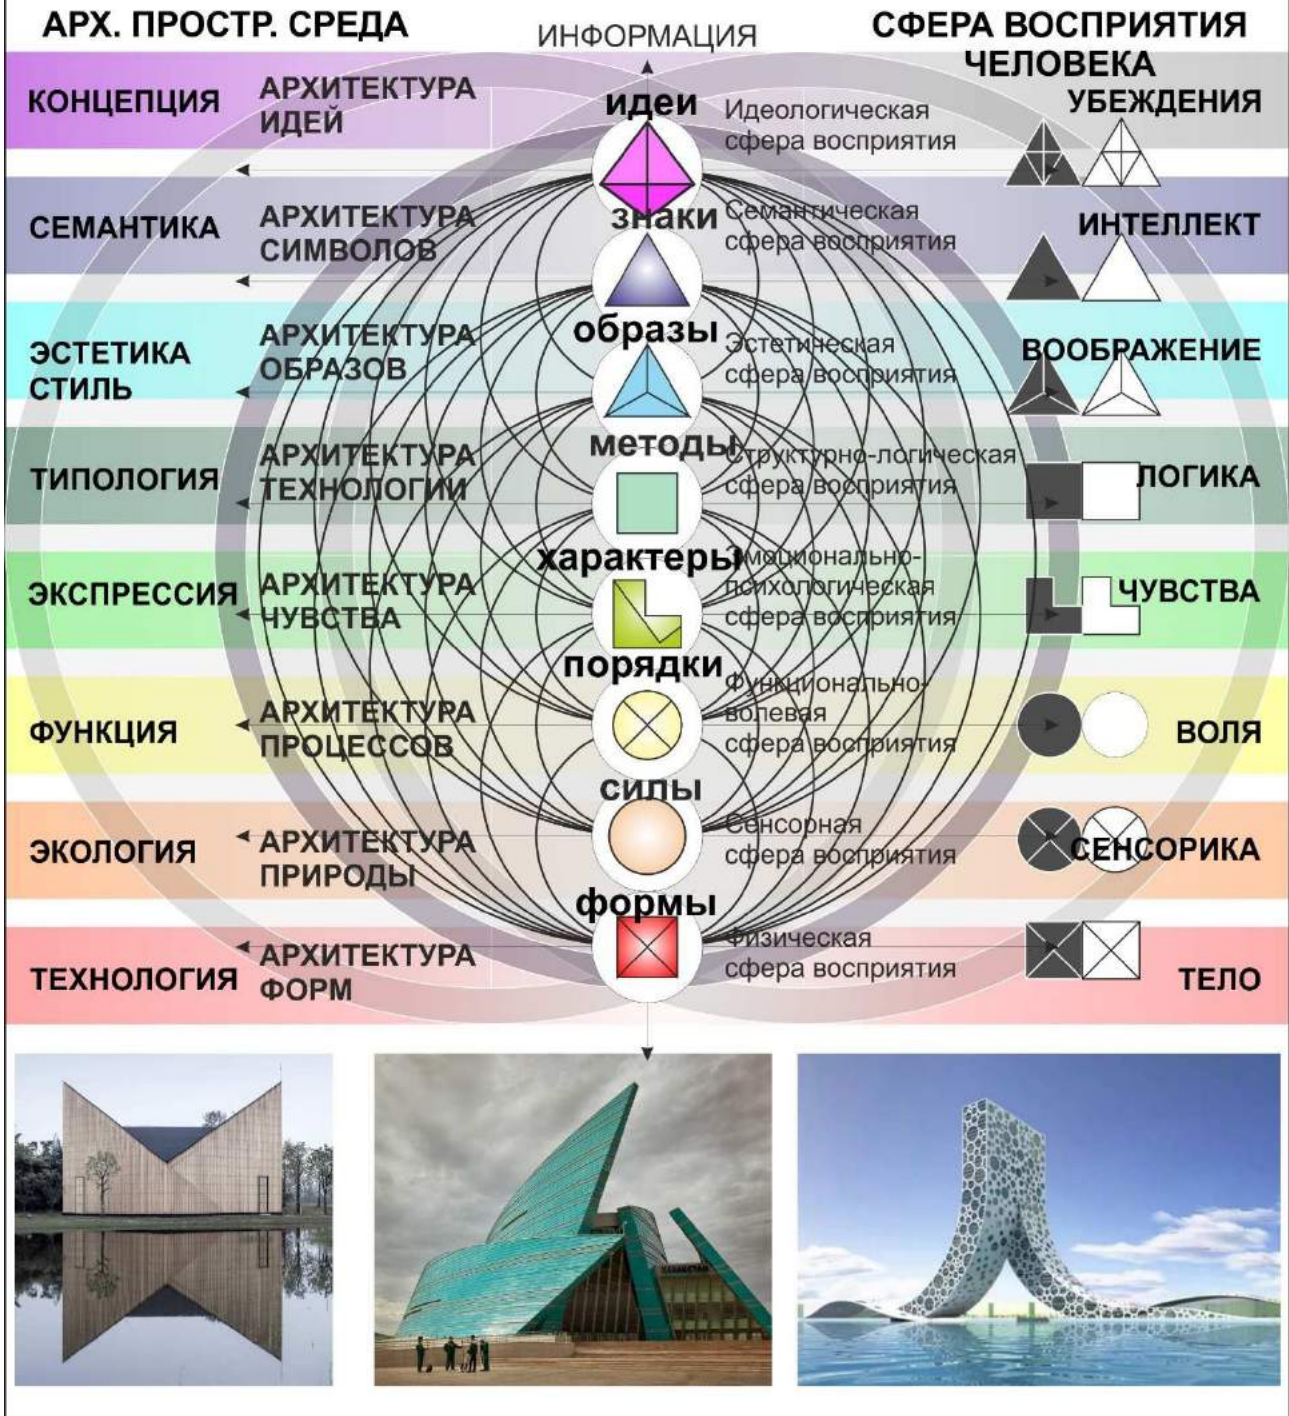 АРХ. ПРОСТР. СРЕДА
ИНФОРМАЦИЯ
СФЕРА ВОСПРИЯТИЯ
ЧЕЛОВЕКА
КОНЦЕПЦИЯ
АРХИТЕКТУРА
ИДЕЙ
идеи
Идеологическая
сфера восприятия
УБЕЖДЕНИЯ
СЕМАНТИКА
АРХИТЕКТУРА
СИМВОЛОВ
знаки
Семантическая
сфера восприятия
ИНТЕЛЛЕКТ
ЭСТЕТИКА
СТИЛЬ
АРХИТЕКТУРА
ОБРАЗОВ
образы
Эстетическая
сфера восприятия
ВООБРАЖЕНИЕ
ТИПОЛОГИЯ
АРХИТЕКТУРА
ТЕХНОЛОГИИ
методы
Структурно-логическая
сфера восприятия
ЛОГИКА
ЭКСПРЕССИЯ
АРХИТЕКТУРА
ЧУВСТВА
характеры
Эмоционально-
психологическая
сфера восприятия
ЧУВСТВА
ФУНКЦИЯ
АРХИТЕКТУРА
ПРОЦЕССОВ
порядки
Функционально-
волевая
сфера восприятия
ВОЛЯ
ЭКОЛОГИЯ
АРХИТЕКТУРА
ПРИРОДЫ
силы
Сенсорная
сфера восприятия
СЕНСОРИКА
ТЕХНОЛОГИЯ
АРХИТЕКТУРА
ФОРМ
формы
Физическая
сфера восприятия
ТЕЛО